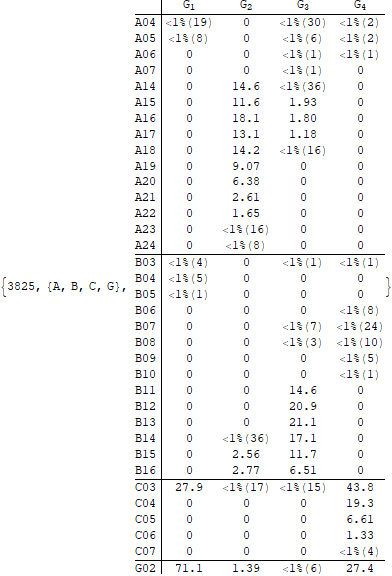 G1 G2 G3 G4
A04 <1%(19) 0 <1%(30) <1%(2)
A05 <1%(8) 0 <1%(6) <1%(2)
A06 0 0 <1%(1) <1%(1)
A07 0 0 <1%(1) 0
A14 0 14.6 <1%(36) 0
A15 0 11.6 1.93 0
A16 0 18.1 1.80 0
A17 0 13.1 1.18 0
A18 0 14.2 <1%(16) 0
A19 0 9.07 0 0
A20 0 6.38 0 0
A21 0 2.61 0 0
A22 0 1.65 0 0
A23 0 <1%(16) 0 0
A24 0 <1%(8) 0 0
B03 <1%(4) 0 <1%(1) <1%(1)
{3825, {A, B, C, G}, B04 <1%(5) 0 0 0 }
B05 <1%(1) 0 0 0
B06 0 0 0 <1%(8)
B07 0 0 <1%(7) <1%(24)
B08 0 0 <1%(3) <1%(10)
B09 0 0 0 <1%(5)
B10 0 0 0 <1%(1)
B11 0 0 14.6 0
B12 0 0 20.9 0
B13 0 0 21.1 0
B14 0 <1%(36) 17.1 0
B15 0 2.56 11.7 0
B16 0 2.77 6.51 0
C03 27.9 <1%(17) <1%(15) 43.8
C04 0 0 0 19.3
C05 0 0 0 6.61
C06 0 0 0 1.33
C07 0 0 0 <1%(4)
G02 71.1 1.39 <1%(6) 27.4